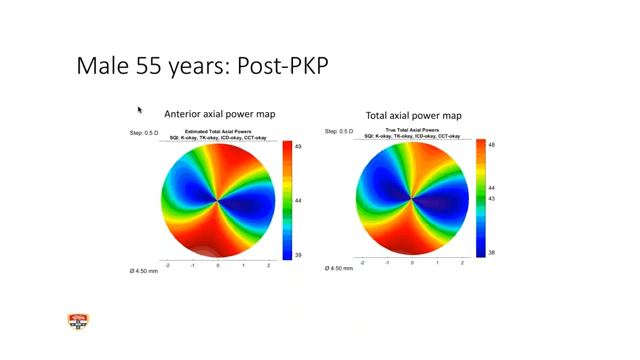 Male 55 years: Post-PKP
Anterior axial power map
Step: 0.5 D
Estimated Total Axial Powers
SQI: K-okay, TK-okay, ICD-okay, CCT-okay
49
44
39
-2 -1 0 1 2
Ø 4.50 mm
Total axial power map
Step: 0.5 D
True Total Axial Powers
SQI: K-okay, TK-okay, ICD-okay, CCT-okay
48
44
43
38
-2 -1 0 1 2
Ø 4.50 mm